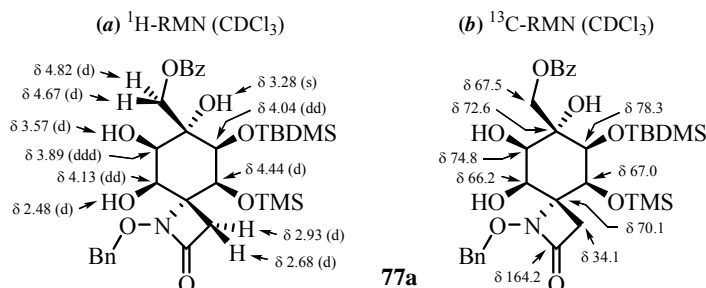 (a) ¹H-RMN (CDCl₃)
(b) ¹³C-RMN (CDCl₃)
OBz
δ 4.82 (d)
H
δ 4.67 (d)
H
OH
δ 3.28 (s)
δ 4.04 (dd)
δ 3.57 (d)
HO
OTBDMS
δ 3.89 (ddd)
δ 4.13 (dd)
δ 4.44 (d)
HO
OTMS
δ 2.48 (d)
N
O
H
δ 2.93 (d)
H
δ 2.68 (d)
Bn
O
77a
δ 67.5
OBz
OH
δ 72.6
δ 78.3
HO
OTBDMS
δ 74.8
δ 67.0
δ 66.2
HO
OTMS
N
O
δ 70.1
δ 34.1
Bn
δ 164.2
O